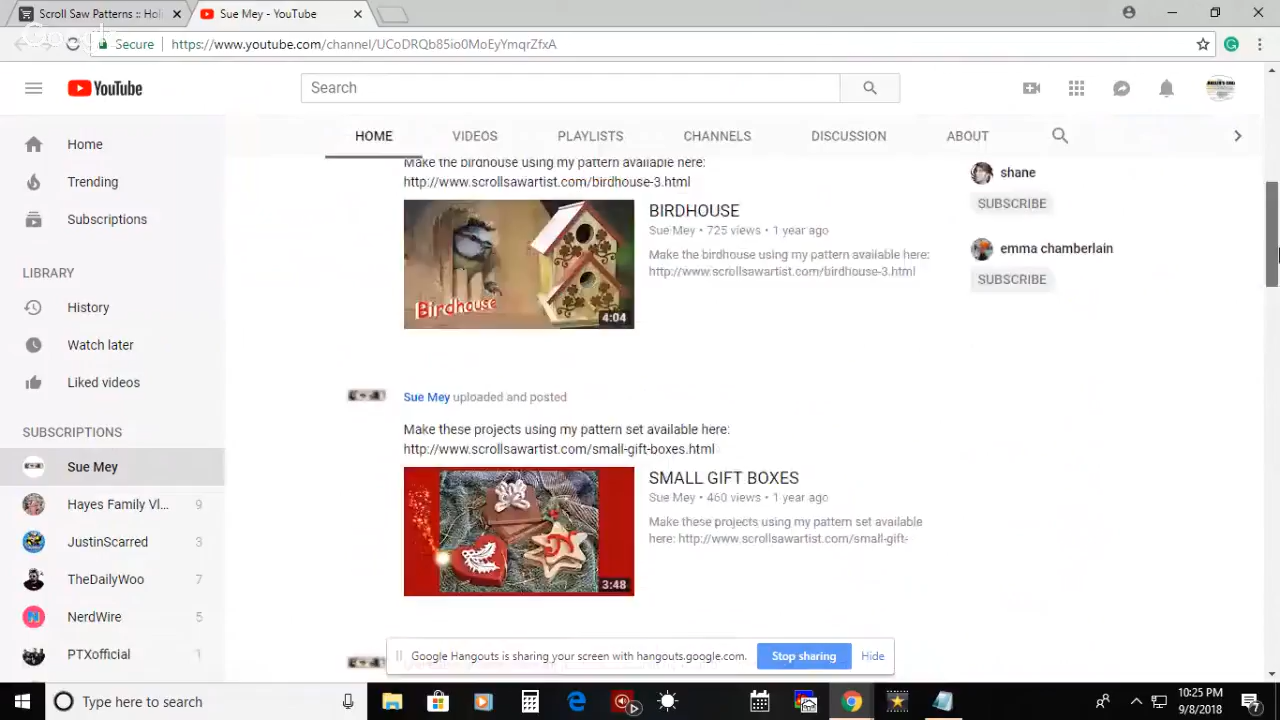 Scroll Saw Patterns :: Holi
Sue Mey - YouTube
Secure
https://www.youtube.com/channel/UCoDRQb85io0MoEyYmqrZfxA
YouTube
Search
HOME
VIDEOS
PLAYLISTS
CHANNELS
DISCUSSION
ABOUT
Home
Trending
Subscriptions
LIBRARY
History
Watch later
Liked videos
SUBSCRIPTIONS
Sue Mey
Hayes Family Vl... 9
JustinScarred 3
TheDailyWoo 7
NerdWire 5
PTXofficial 1
Make the birdhouse using my pattern available here:
http://www.scrollsawartist.com/birdhouse-3.html
Birdhouse
4:04
BIRDHOUSE
Sue Mey • 725 views • 1 year ago
Make the birdhouse using my pattern available here:
http://www.scrollsawartist.com/birdhouse-3.html
Sue Mey uploaded and posted
Make these projects using my pattern set available here:
http://www.scrollsawartist.com/small-gift-boxes.html
3:48
SMALL GIFT BOXES
Sue Mey • 460 views • 1 year ago
Make these projects using my pattern set available
here: http://www.scrollsawartist.com/small-gift-
shane
SUBSCRIBE
emma chamberlain
SUBSCRIBE
Google Hangouts is sharing your screen with hangouts.google.com.
Stop sharing
Hide
Type here to search
10:25 PM
9/8/2018
7